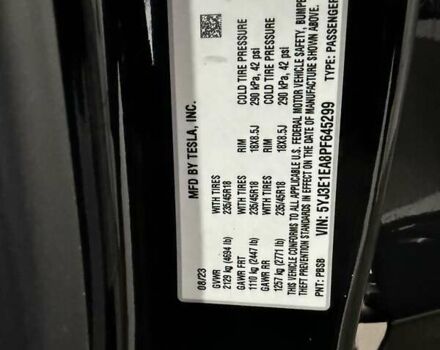 MFD BY TESLA, INC.
08/23
GVWR WITH TIRES RIM COLD TIRE PRESSURE
2129 kg (4694 lb) 235/45R18 18X8.5J 290 kPa, 42 psi
GAWR FRT WITH TIRES RIM COLD TIRE PRESSURE
1110 kg (2447 lb) 235/45R18 18X8.5J 290 kPa, 42 psi
GAWR RR
1257 kg (2771 lb)
THIS VEHICLE CONFORMS TO ALL APPLICABLE U.S. FEDERAL MOTOR VEHICLE SAFETY, BUMPER
THEFT PREVENTION STANDARDS IN EFFECT ON THE DATE OF MANUFACTURE SHOWN ABOVE.
VIN: 5YJ3E1EA8PF645299 TYPE: PASSENGER
PNT: PBSB